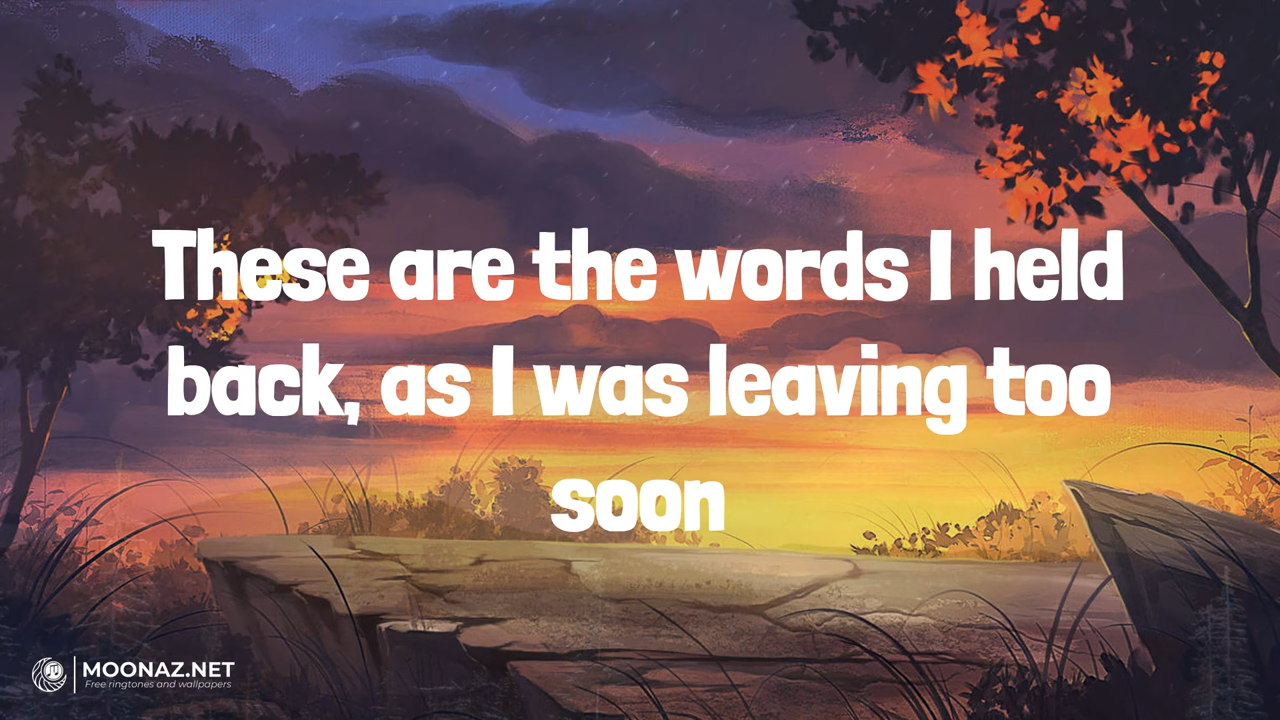 These are the words I held
back, as I was leaving too
soon
MOONAZ.NET
Free ringtones and wallpapers